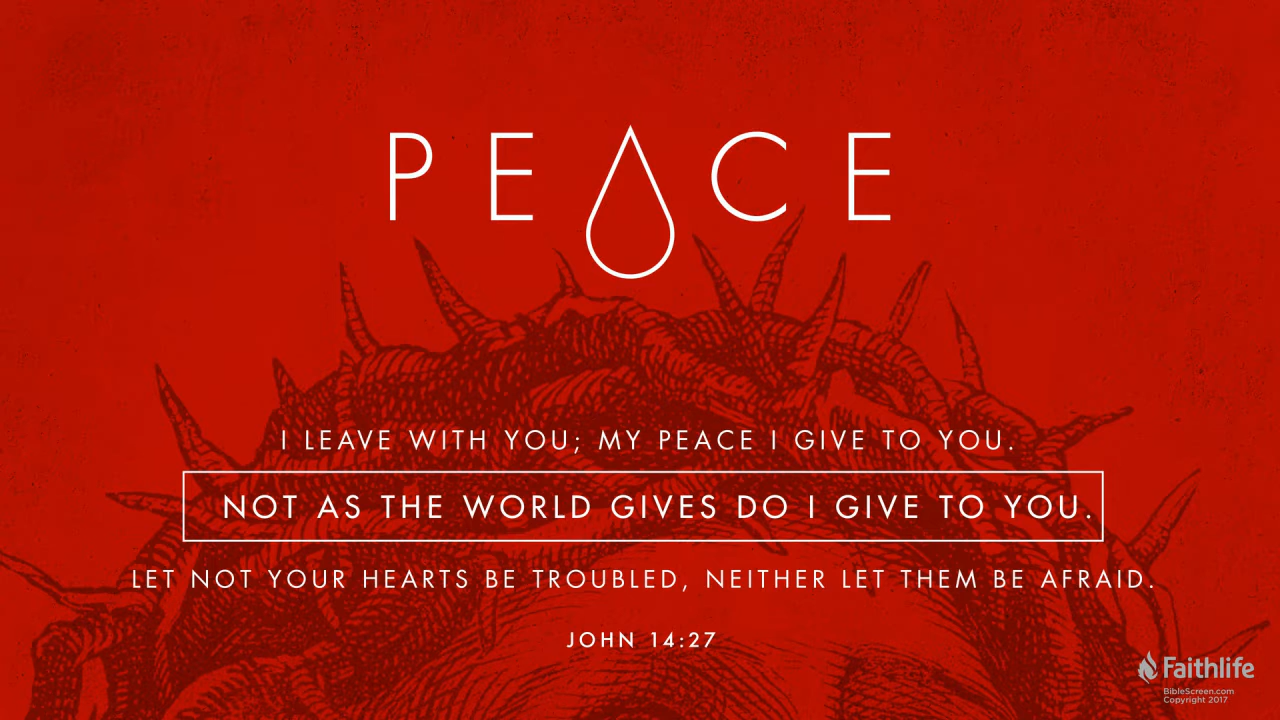 PEACE
I LEAVE WITH YOU; MY PEACE I GIVE TO YOU.
NOT AS THE WORLD GIVES DO I GIVE TO YOU.
LET NOT YOUR HEARTS BE TROUBLED, NEITHER LET THEM BE AFRAID.
JOHN 14:27
Faithlife
BibleScreen.com
Copyright 2017